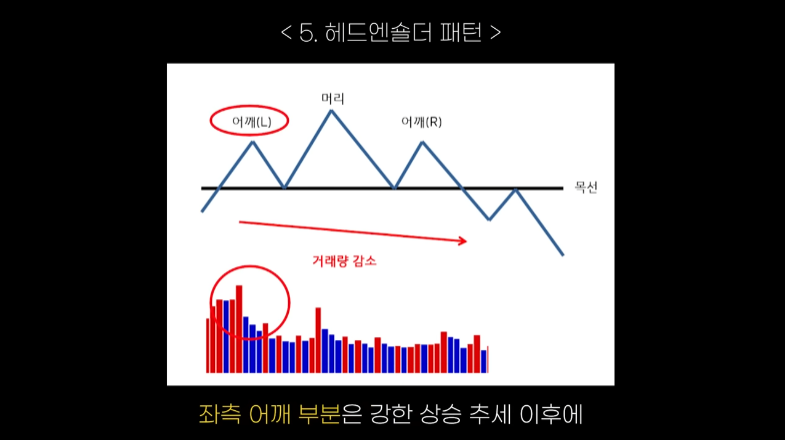 < 5. 헤드엔숄더 패턴 >
머리
어깨(L)
어깨(R)
목선
거래량 감소
좌측 어깨 부분은 강한 상승 추세 이후에